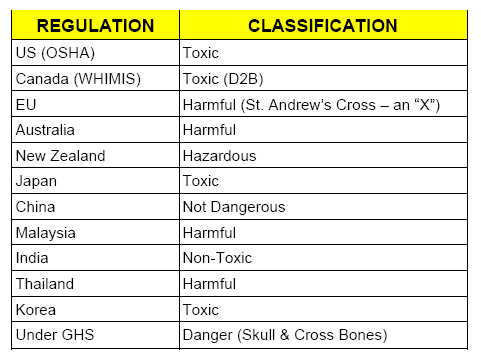 REGULATION CLASSIFICATION
US (OSHA) Toxic
Canada (WHIMIS) Toxic (D2B)
EU Harmful (St. Andrew’s Cross – an “X”)
Australia Harmful
New Zealand Hazardous
Japan Toxic
China Not Dangerous
Malaysia Harmful
India Non-Toxic
Thailand Harmful
Korea Toxic
Under GHS Danger (Skull & Cross Bones)